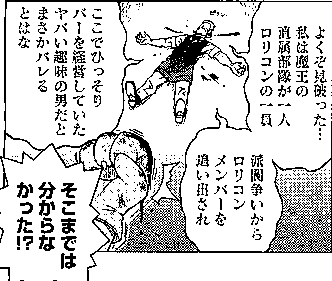 よくぞ見破った…
私は魔王の
直属部隊が一人
ロリコンの一員
派閥争いから
ロリコン
メンバーを
追い出され
ここでひっそり
バーを経営していた
ヤバい趣味の男だと
まさかバレる
とはな
そこまでは
分からな
かった!?